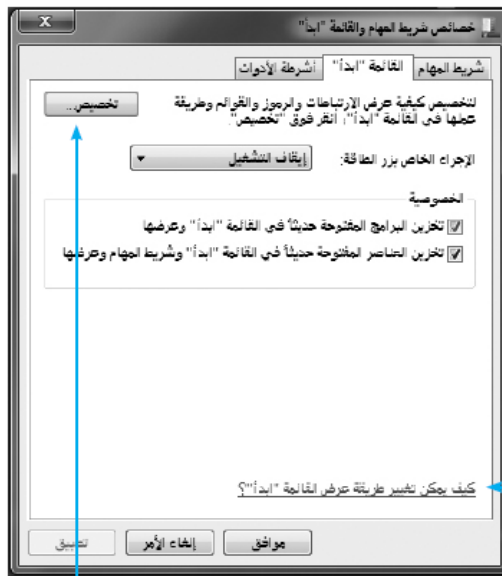 خصائص شريط المهام والقائمة "ابدأ"
شريط المهام
القائمة "ابدأ"
أشرطة الأدوات
لتخصيص كيفية عرض الارتباطات والرموز والقوائم وطريقة
عملها في القائمة "ابدأ"، انقر فوق "تخصيص".
تخصيص...
الإجراء الخاص بزر الطاقة:
إيقاف التشغيل
الخصوصية
تخزين البرامج المفتوحة حديثاً في القائمة "ابدأ" وعرضها
تخزين العناصر المفتوحة حديثاً في القائمة "ابدأ" وشريط المهام وعرضها
كيف يمكن تغيير طريقة عرض القائمة "ابدأ"؟
موافق
إلغاء الأمر
تطبيق